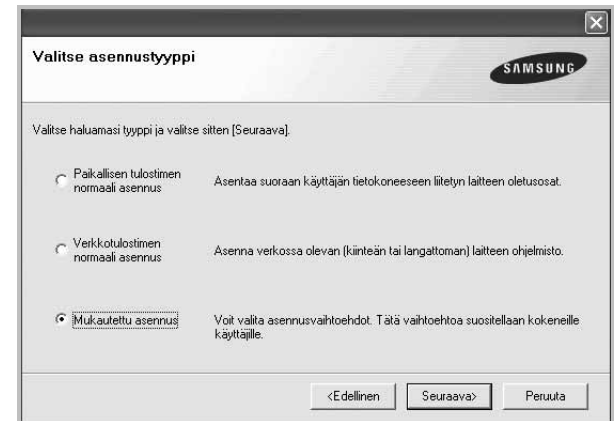 Valitse asennustyyppi
SAMSUNG
Valitse haluamasi tyyppi ja valitse sitten [Seuraava].
Paikallisen tulostimen
normaali asennus
Asentaa suoraan käyttäjän tietokoneeseen liitetyn laitteen oletusosat.
Verkkotulostimen
normaali asennus
Asenna verkossa olevan (kiinteän tai langattoman) laitteen ohjelmisto.
Mukautettu asennus
Voit valita asennusvaihtoehdot. Tätä vaihtoehtoa suositellaan kokeneille
käyttäjille.
<Edellinen
Seuraava>
Peruuta